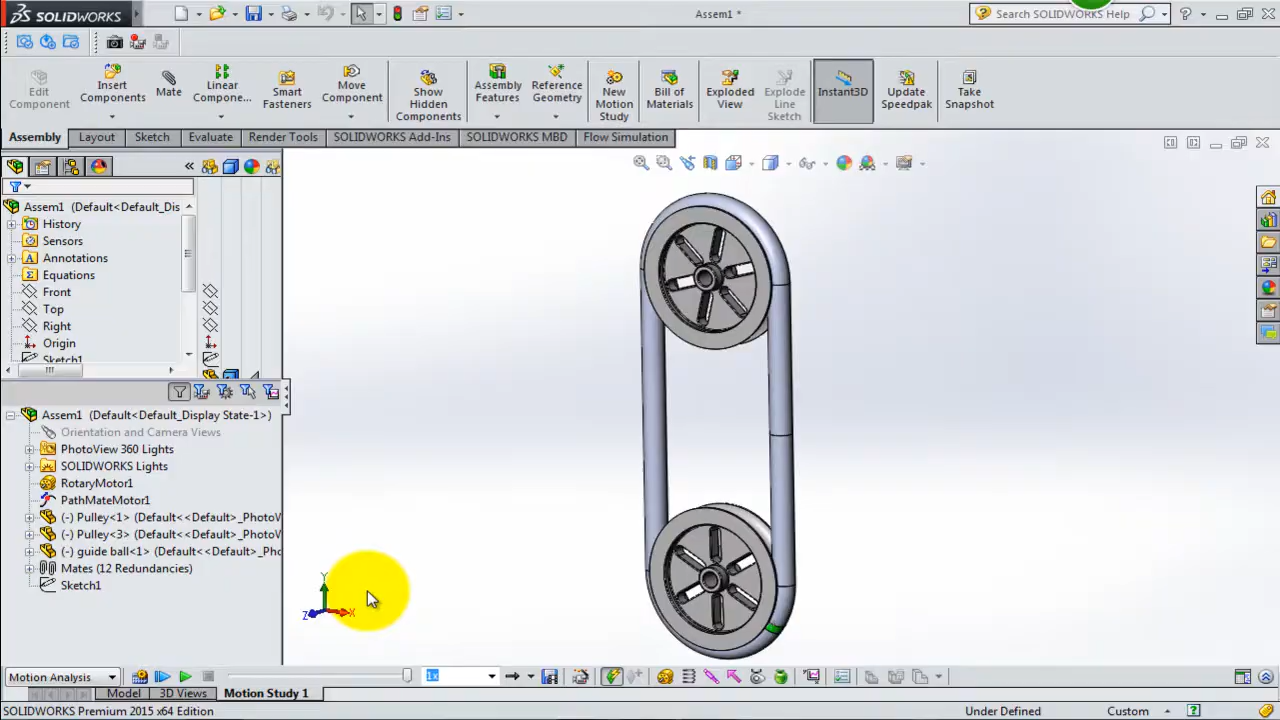 SOLIDWORKS
Assem1 *
Search SOLIDWORKS Help
Edit Component
Insert Components
Mate
Linear Compone...
Smart Fasteners
Move Component
Show Hidden Components
Assembly Features
Reference Geometry
New Motion Study
Bill of Materials
Exploded View
Explode Line Sketch
Instant3D
Update Speedpak
Take Snapshot
Assembly
Layout
Sketch
Evaluate
Render Tools
SOLIDWORKS Add-Ins
SOLIDWORKS MBD
Flow Simulation
Assem1 (Default<Default_Dis
History
Sensors
Annotations
Equations
Front
Top
Right
Origin
Sketch1
Assem1 (Default<Default_Display State-1>)
Orientation and Camera Views
PhotoView 360 Lights
SOLIDWORKS Lights
RotaryMotor1
PathMateMotor1
(-) Pulley<1> (Default<<Default>_PhotoV
(-) Pulley<3> (Default<<Default>_PhotoV
(-) guide ball<1> (Default<<Default>_Pho
Mates (12 Redundancies)
Sketch1
Y
Z X
Motion Analysis
1x
Model
3D Views
Motion Study 1
SOLIDWORKS Premium 2015 x64 Edition
Under Defined
Custom